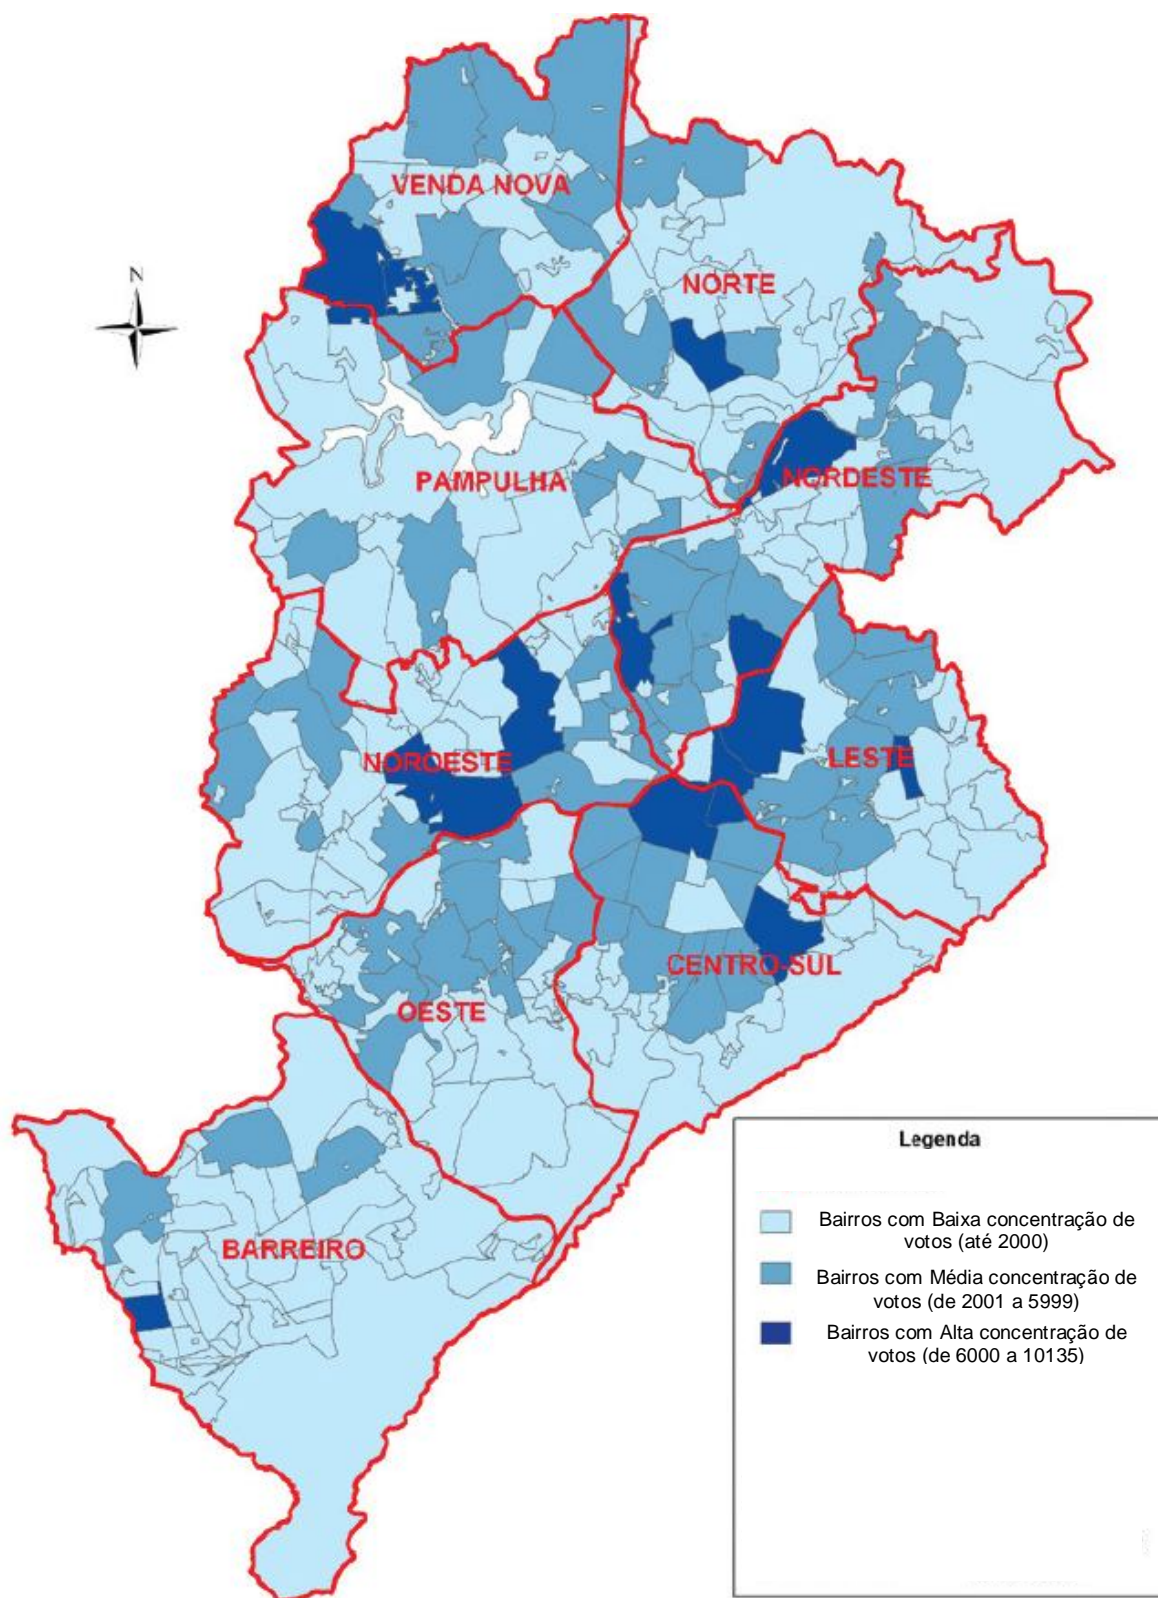 VENDA NOVA
N
NORTE
PAMPULHA
NORDESTE
NOROESTE
LESTE
CENTRO-SUL
OESTE
Legenda
Bairros com Baixa concentração de
votos (até 2000)
Bairros com Média concentração de
votos (de 2001 a 5999)
Bairros com Alta concentração de
votos (de 6000 a 10135)
BARREIRO